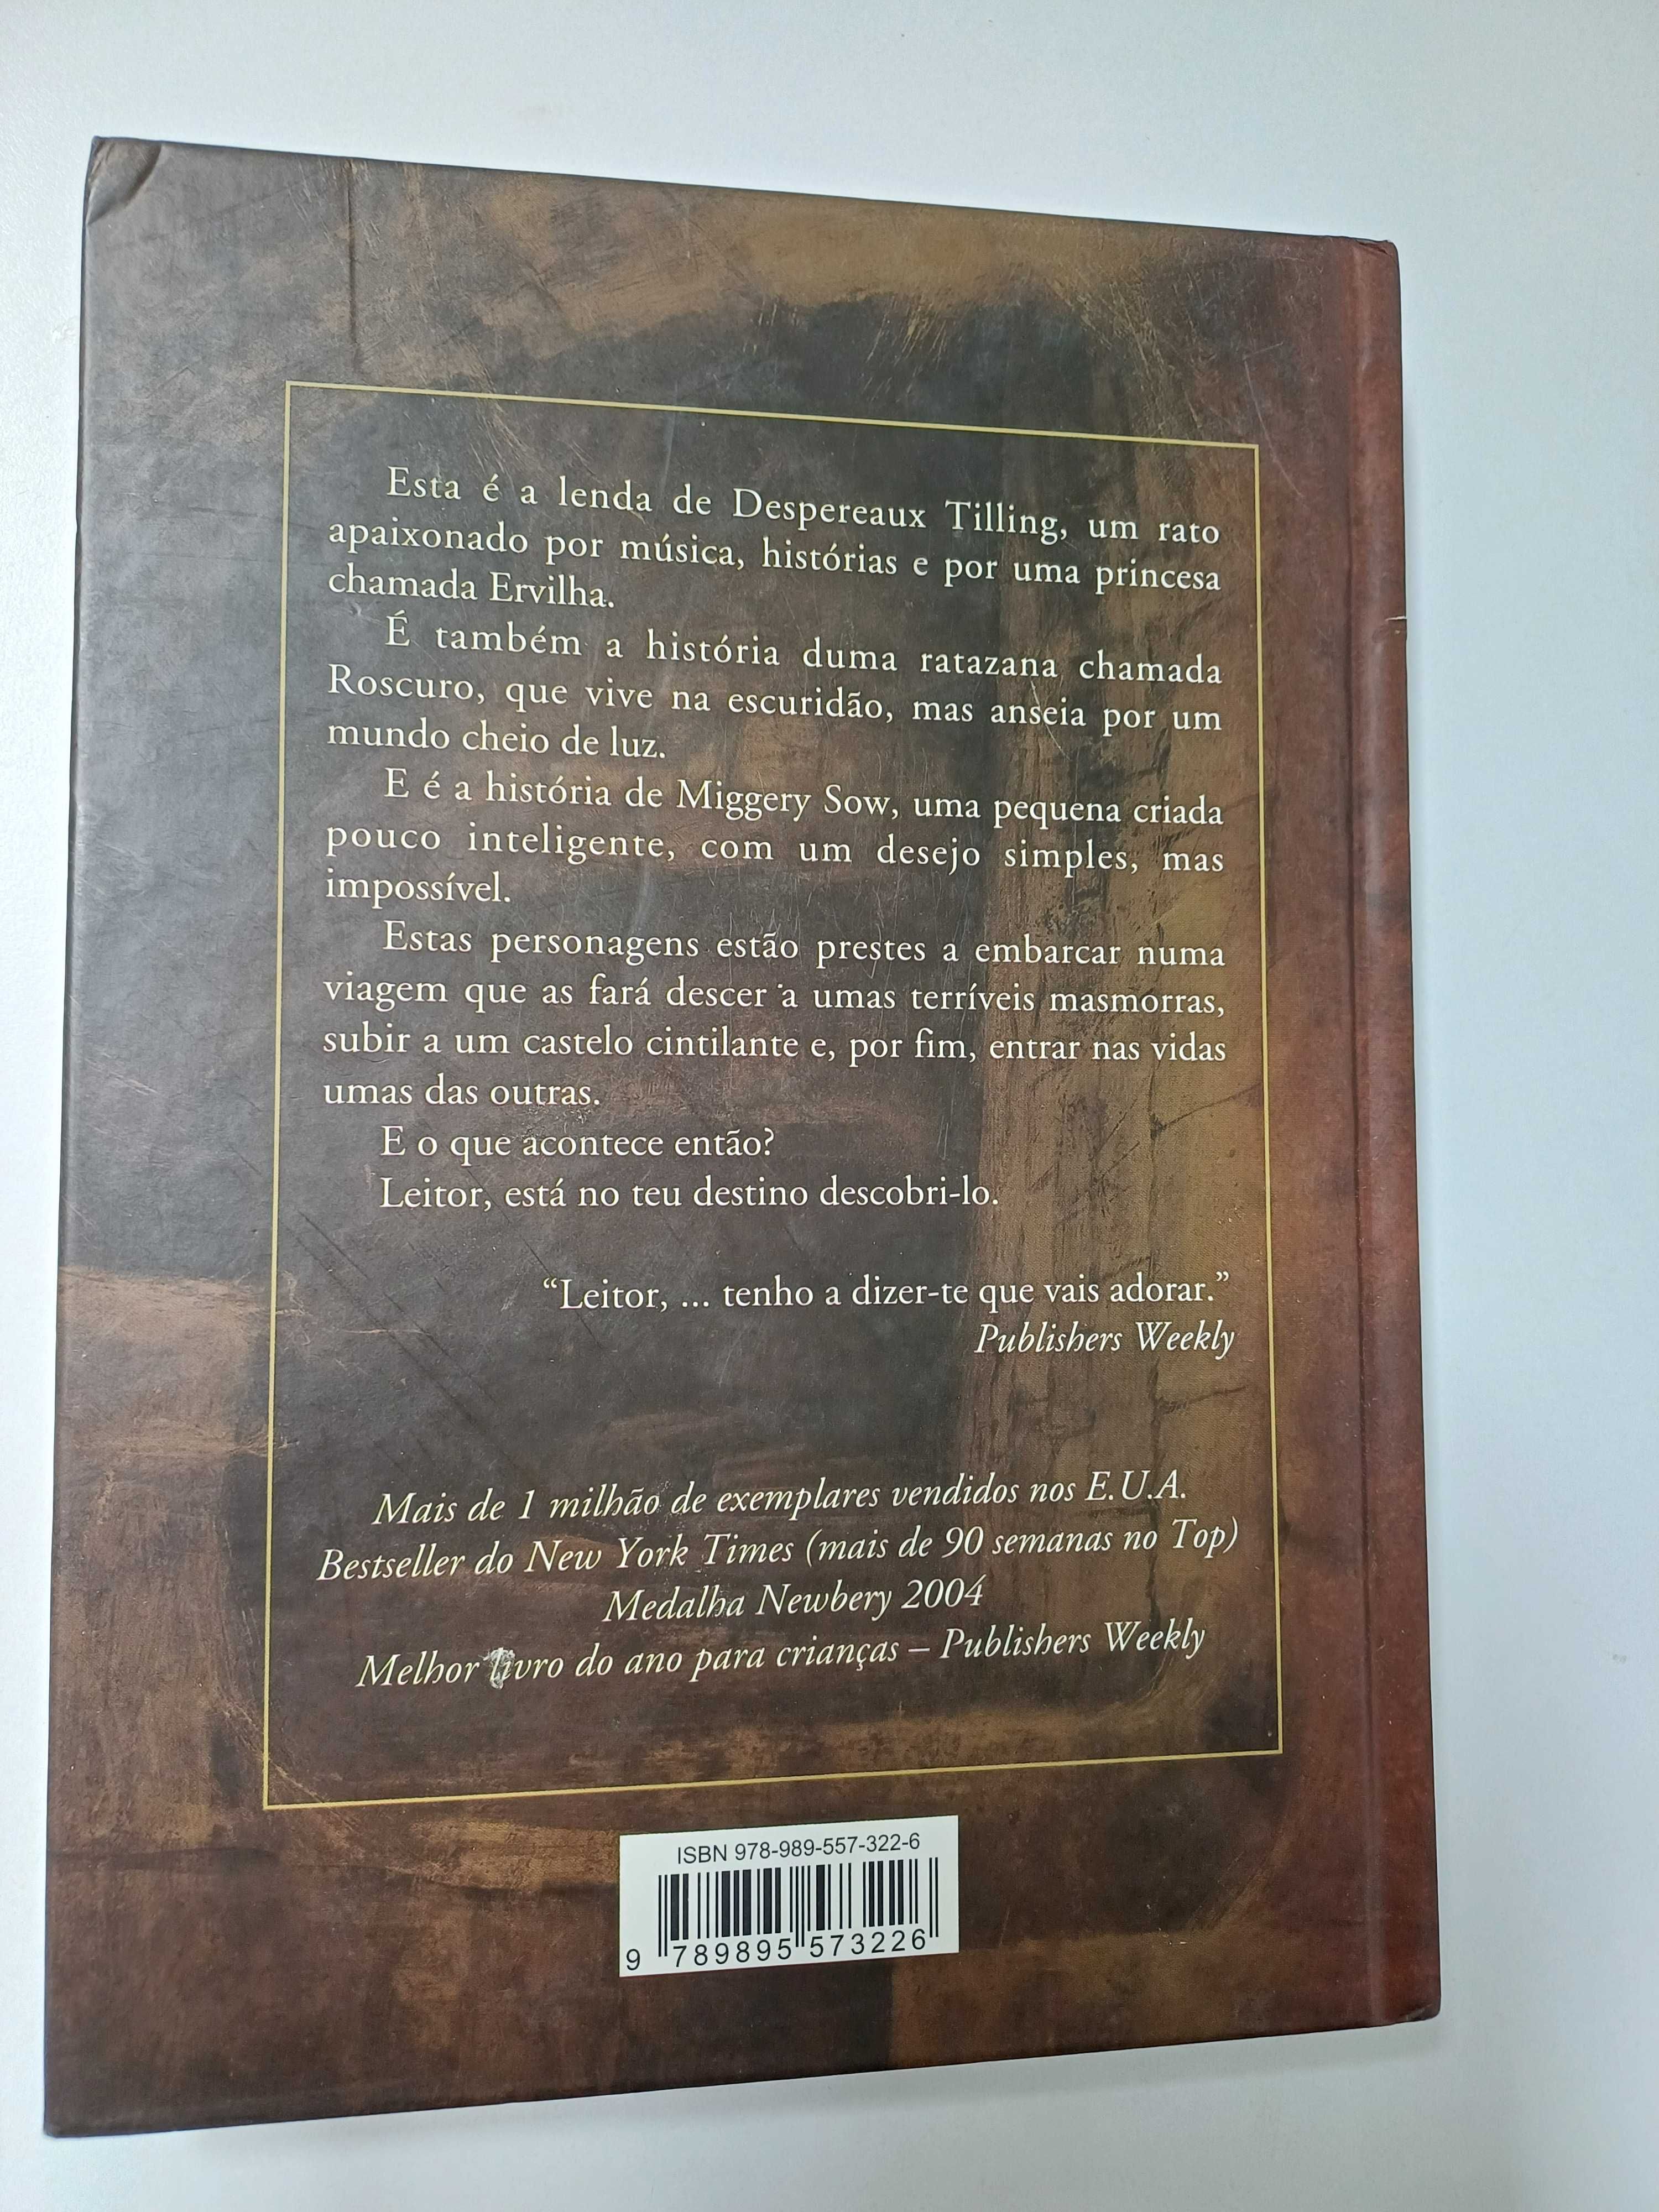 Esta é a lenda de Despereaux Tilling, um rato
apaixonado por música, histórias e por uma princesa
chamada Ervilha.
É também a história duma ratazana chamada
Roscuro, que vive na escuridão, mas anseia por um
mundo cheio de luz.
E é a história de Miggery Sow, uma pequena criada
pouco inteligente, com um desejo simples, mas
impossível.
Estas personagens estão prestes a embarcar numa
viagem que as fará descer a umas terríveis masmorras,
subir a um castelo cintilante e, por fim, entrar nas vidas
umas das outras.
E o que acontece então?
Leitor, está no teu destino descobri-lo.
“Leitor, ... tenho a dizer-te que vais adorar.”
Publishers Weekly
Mais de 1 milhão de exemplares vendidos nos E.U.A.
Bestseller do New York Times (mais de 90 semanas no Top)
Medalha Newbery 2004
Melhor livro do ano para crianças – Publishers Weekly
ISBN 978-989-557-322-6
9 789895 573226